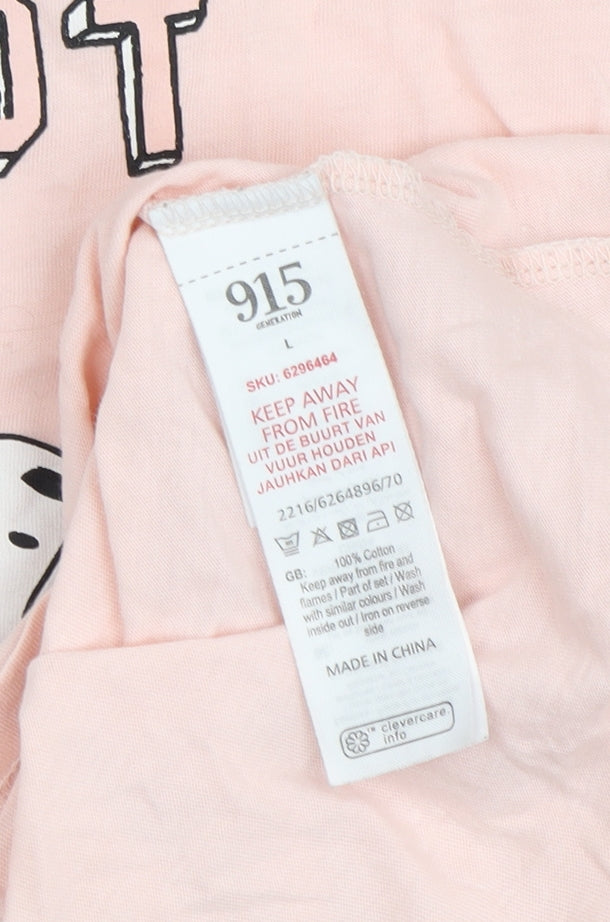 OT
915
GENERATION
L
SKU: 6296464
KEEP AWAY
FROM FIRE
UIT DE BUURT VAN
VUUR HOUDEN
JAUHKAN DARI API
2216/6264896/70
GB: 100% Cotton
Keep away from fire and
flames / Part of set / Wash
with similar colours / Wash
inside out / Iron on reverse
side
MADE IN CHINA
™ clevercare
info